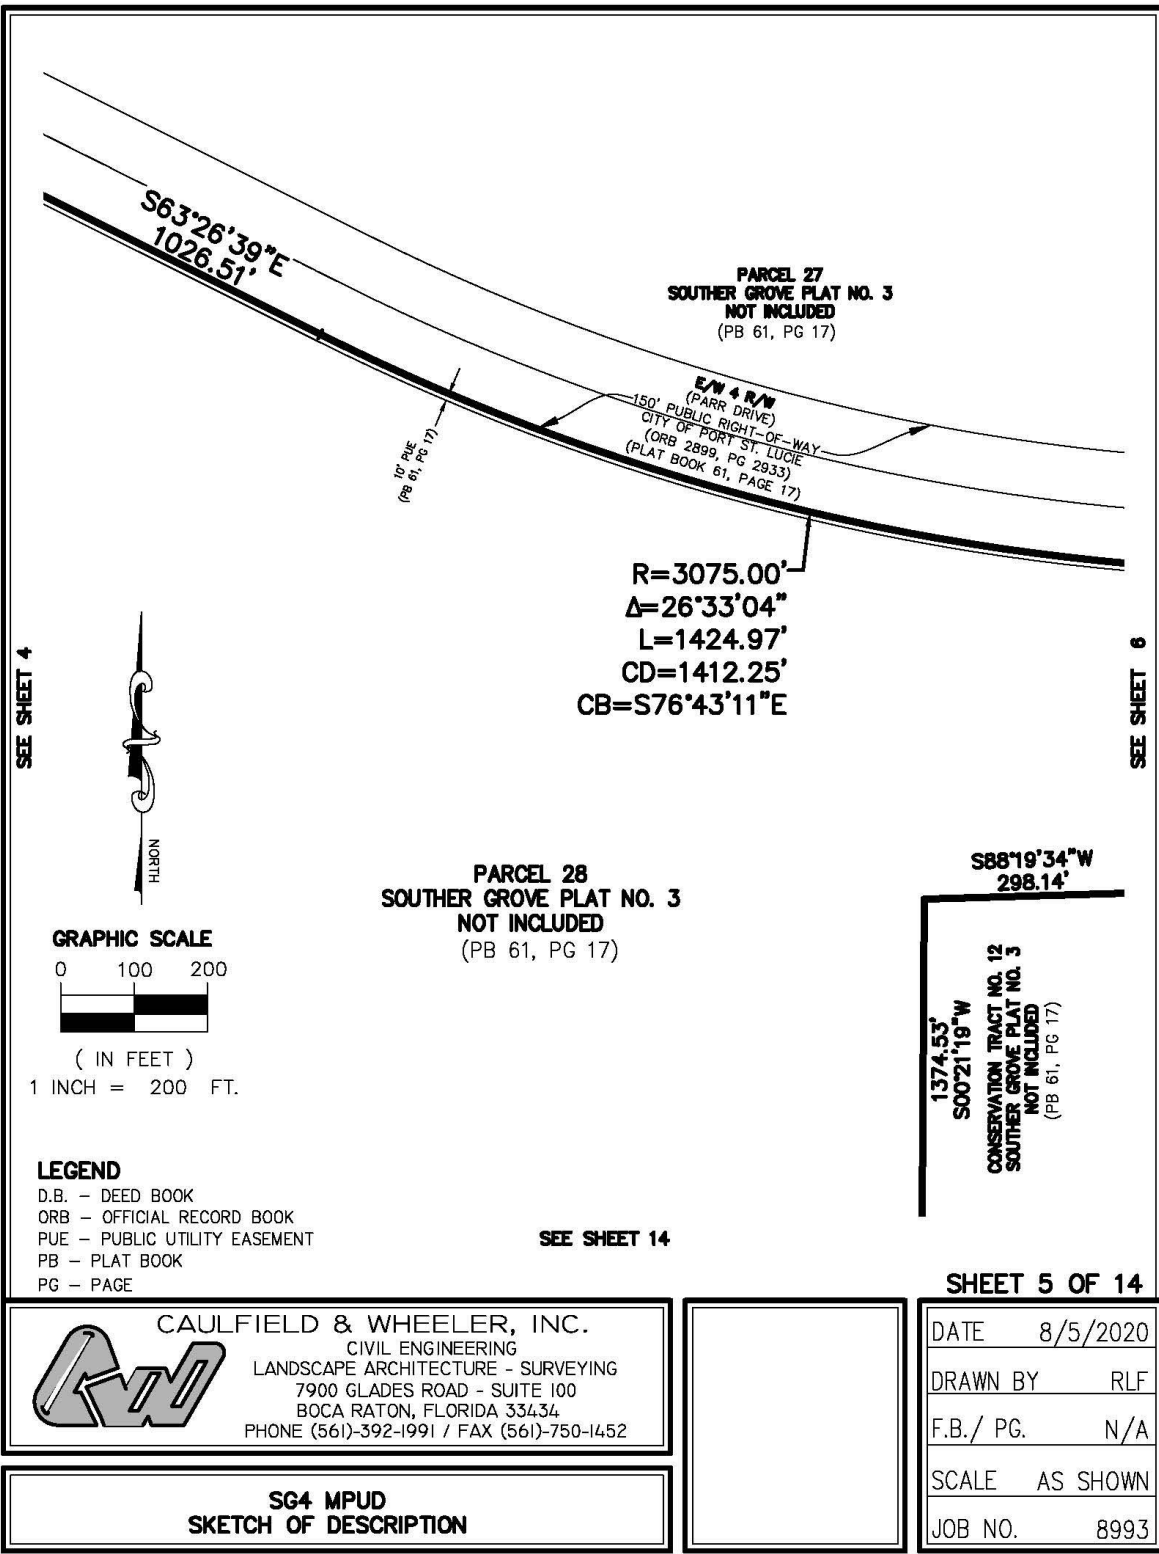 S63°26'39"E
1026.51'
PARCEL 27
SOUTHER GROVE PLAT NO. 3
NOT INCLUDED
(PB 61, PG 17)
E/W 4 R/W
(PARR DRIVE)
150' PUBLIC RIGHT-OF-WAY
CITY OF PORT ST. LUCIE
(ORB 2899, PG 2933)
(PLAT BOOK 61, PAGE 17)
10' PUE
(PB 61, PG 17)
R=3075.00'
Δ=26°33'04"
L=1424.97'
CD=1412.25'
CB=S76°43'11"E
SEE SHEET 4
SEE SHEET 6
NORTH
PARCEL 28
SOUTHER GROVE PLAT NO. 3
NOT INCLUDED
(PB 61, PG 17)
S88°19'34"W
298.14'
1374.53'
S00°21'19"W
CONSERVATION TRACT NO. 12
SOUTHER GROVE PLAT NO. 3
NOT INCLUDED
(PB 61, PG 17)
GRAPHIC SCALE
0 100 200
( IN FEET )
1 INCH = 200 FT.
LEGEND
D.B. - DEED BOOK
ORB - OFFICIAL RECORD BOOK
PUE - PUBLIC UTILITY EASEMENT
PB - PLAT BOOK
PG - PAGE
SEE SHEET 14
SHEET 5 OF 14
CAULFIELD & WHEELER, INC.
CIVIL ENGINEERING
LANDSCAPE ARCHITECTURE - SURVEYING
7900 GLADES ROAD - SUITE 100
BOCA RATON, FLORIDA 33434
PHONE (561)-392-1991 / FAX (561)-750-1452
SG4 MPUD
SKETCH OF DESCRIPTION
DATE 8/5/2020
DRAWN BY RLF
F.B./ PG. N/A
SCALE AS SHOWN
JOB NO. 8993